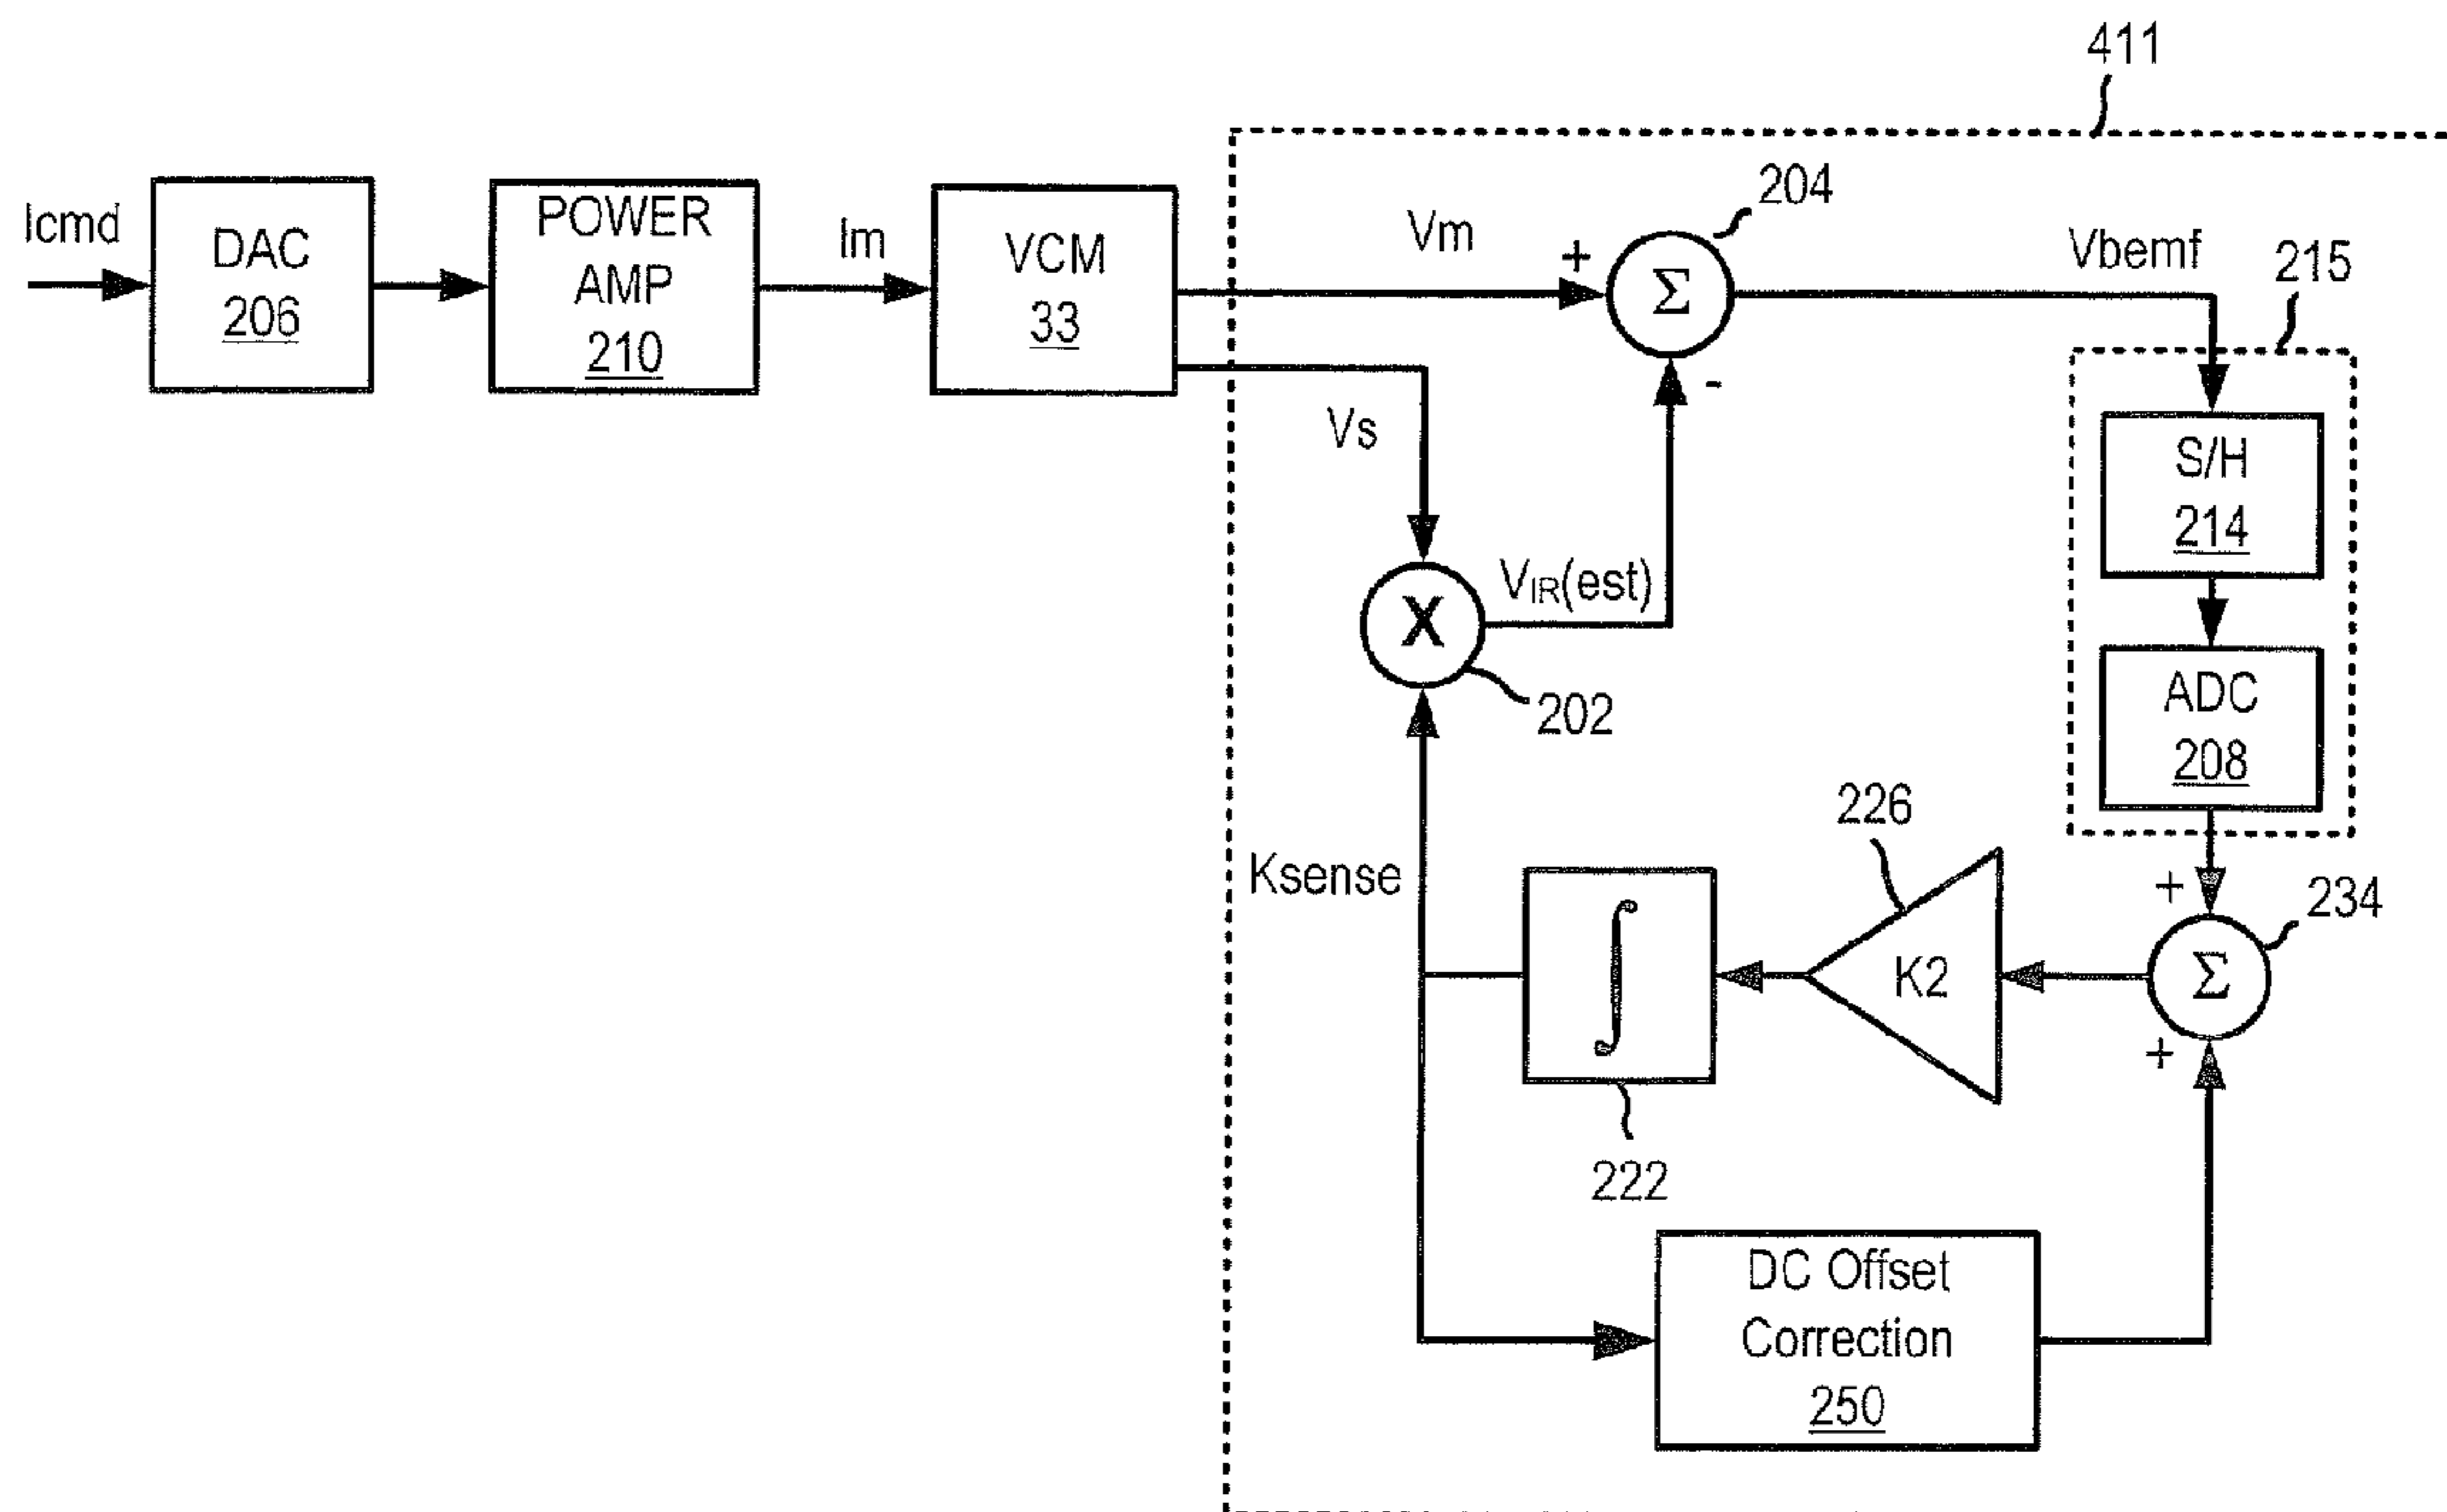 411
204
Icmd
DAC
206
POWER
AMP
210
Im
VCM
33
Vm
+
Σ
Vbemf
215
-
Vs
S/H
214
VIR(est)
X
202
ADC
208
226
Ksense
∫
K2
+
234
Σ
+
222
DC Offset
Correction
250